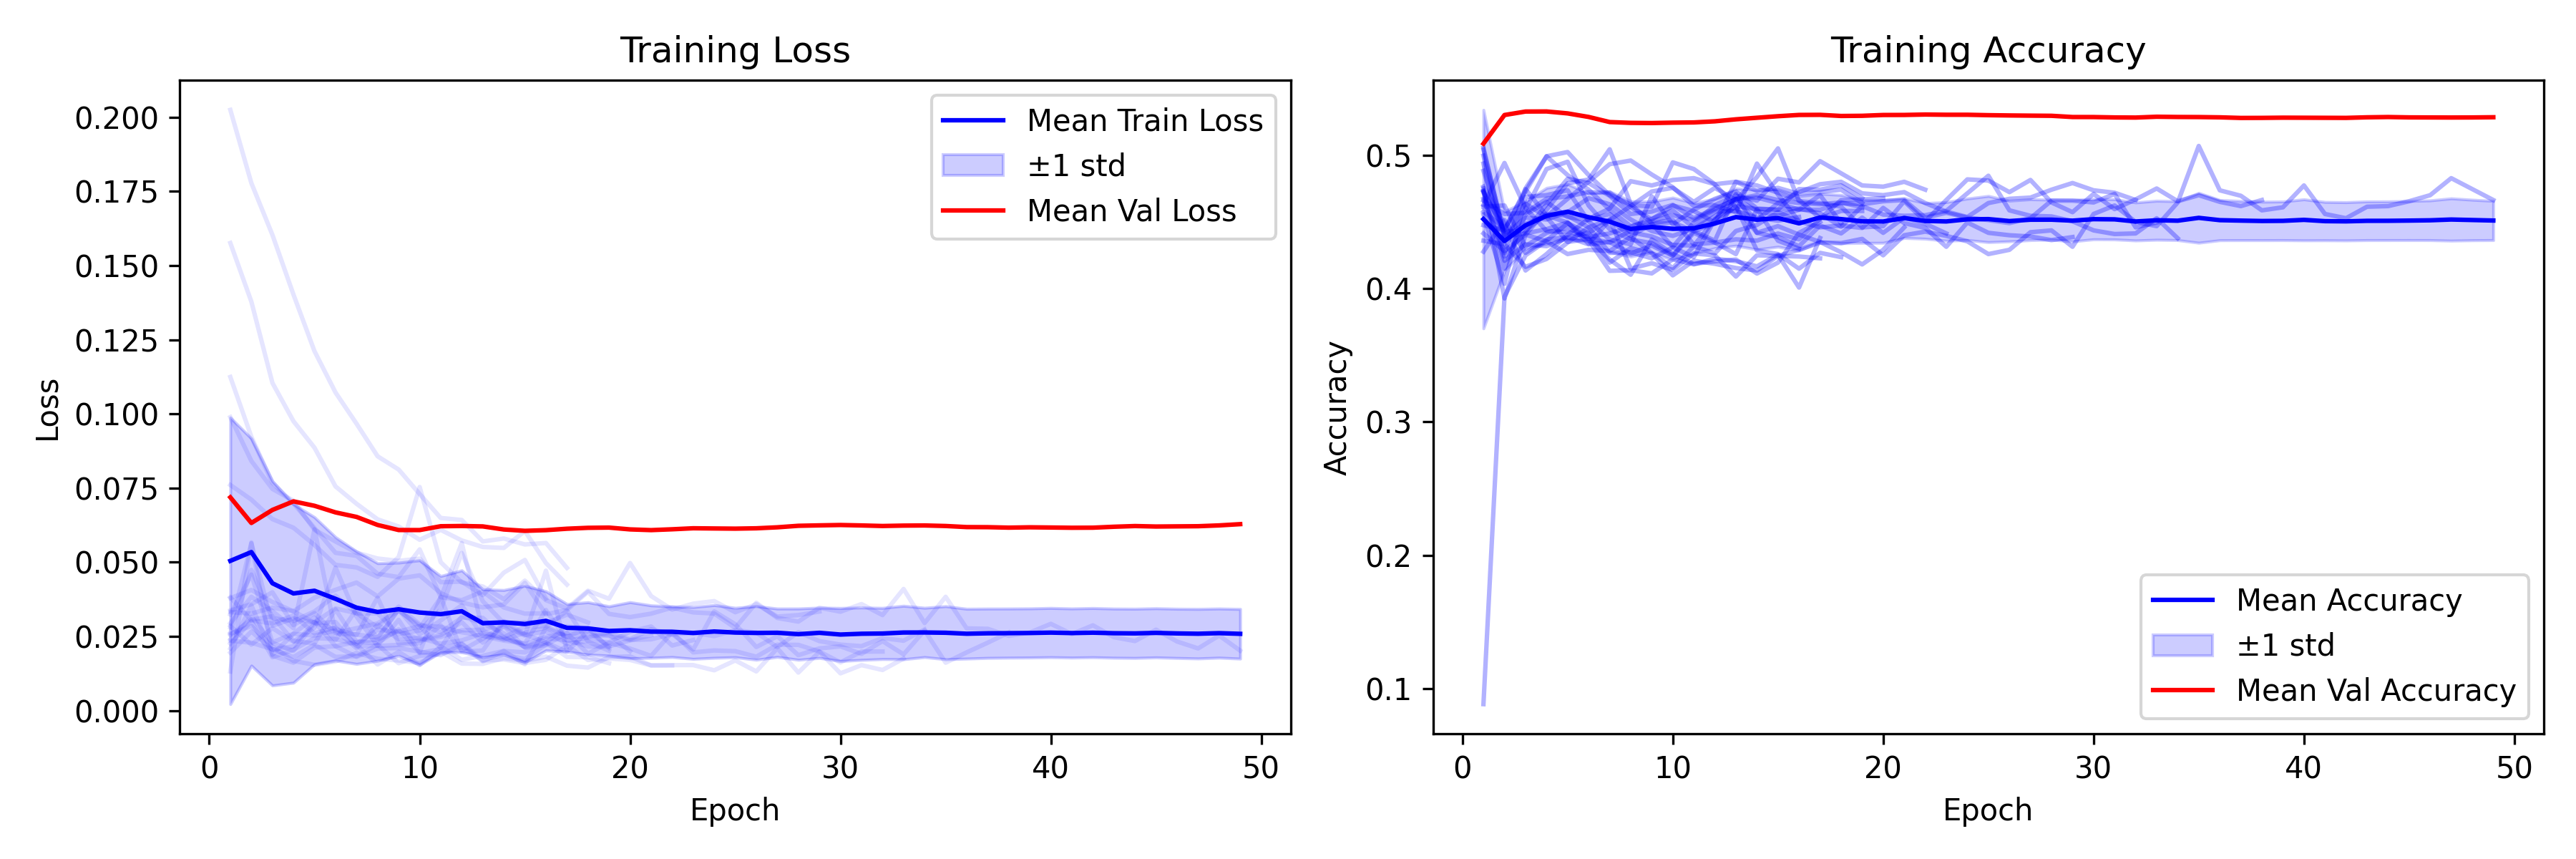 Training Loss
Loss
0.200
0.175
0.150
0.125
0.100
0.075
0.050
0.025
0.000
0 10 20 30 40 50
Epoch
Mean Train Loss
±1 std
Mean Val Loss
Training Accuracy
Accuracy
0.5
0.4
0.3
0.2
0.1
0 10 20 30 40 50
Epoch
Mean Accuracy
±1 std
Mean Val Accuracy